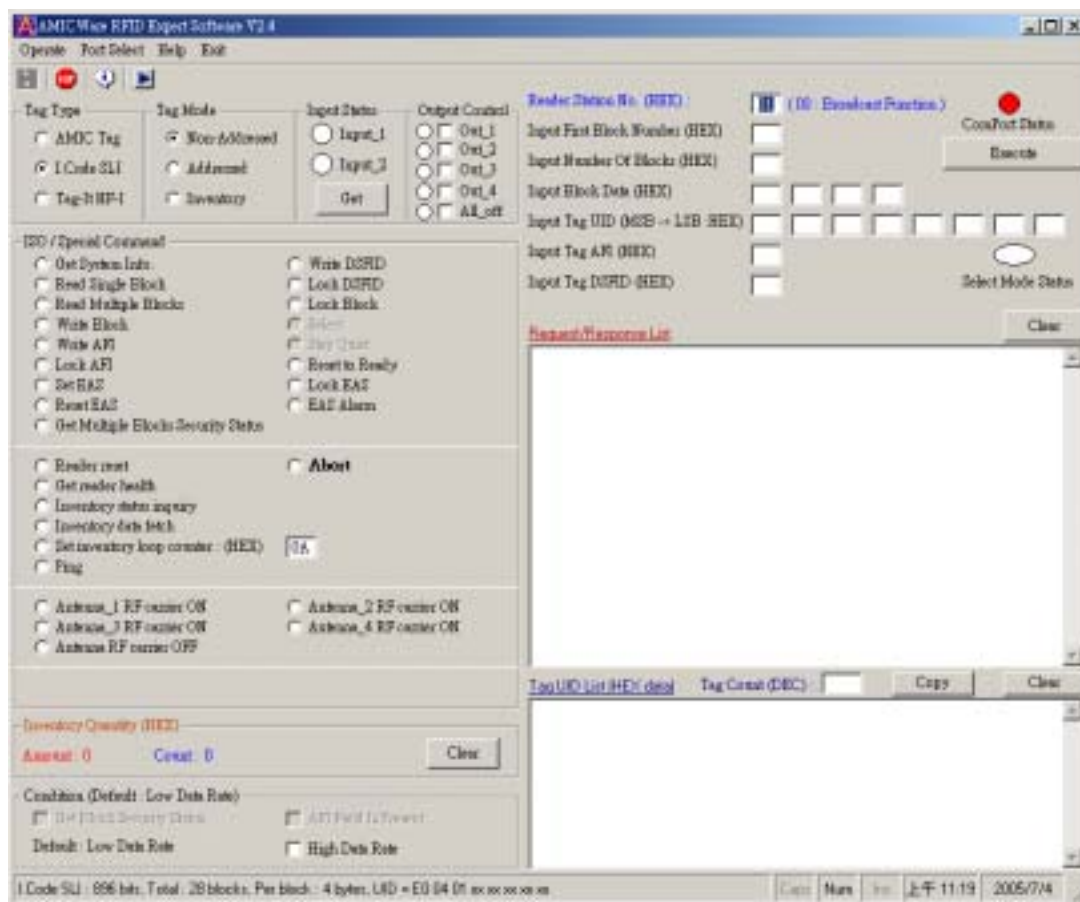 AMICWare RFID Expert Software V2.4
Operate Port Select Help Exit
Tag Type
AMIC Tag
I Code SLI
Tag-It HF-I
Tag Mode
Non-Addressed
Addressed
Inventory
Input Status
Input_1
Input_2
Get
Output Control
Out_1
Out_2
Out_3
Out_4
All_off
Reader Station No. (HEX) :
( 00 : Broadcast Function. )
ComPort Status
Execute
Input First Block Number (HEX)
Input Number Of Blocks (HEX)
Input Block Data (HEX)
Input Tag UID (MSB -> LSB :HEX)
Input Tag AFI (HEX)
Input Tag DSFID (HEX)
Select Mode Status
ISO / Special Command
Get System Info.
Read Single Block
Read Multiple Blocks
Write Block
Write AFI
Lock AFI
Set EAS
Reset EAS
Get Multiple Blocks Security Status
Write DSFID
Lock DSFID
Lock Block
Select
Stay Quiet
Reset to Ready
Lock EAS
EAS Alarm
Reader reset
Get reader health
Inventory status inquiry
Inventory data fetch
Set inventory loop counter : (HEX) 0A
Ping
Abort
Antenna_1 RF carrier ON
Antenna_2 RF carrier ON
Antenna_3 RF carrier ON
Antenna_4 RF carrier ON
Antenna RF carrier OFF
Request/Response List
Clear
Tag UID List (HEX data) Tag Count (DEC) : Copy Clear
Inventory Quantity (HEX)
Amount : 0 Count : 0 Clear
Condition (Default : Low Data Rate)
Get Block Security Status
Default : Low Data Rate
High Data Rate
I Code SLI : 896 bits, Total : 28 blocks, Per block : 4 bytes, UID = E0 04 01 xx xx xx xx xx
Caps Num Ins 上午 11:19 2005/7/4